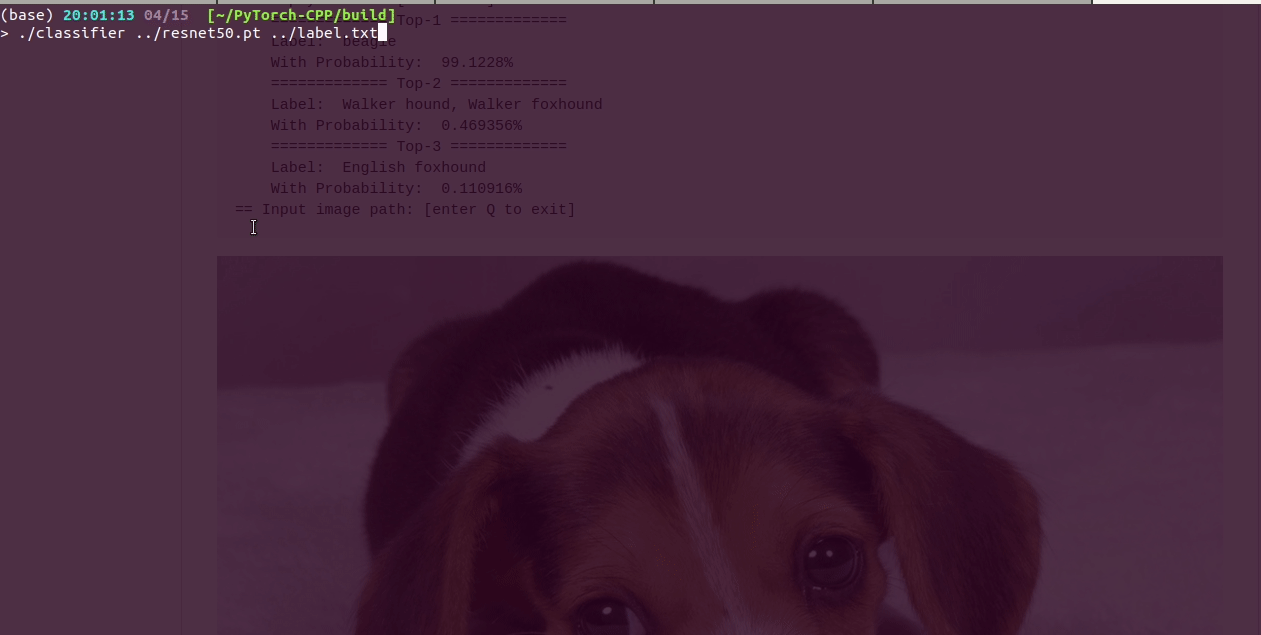 (base) 20:01:13 04/15 [~/PyTorch-CPP/build]
> ./classifier ../resnet50.pt ../label.txt
Top-1 =============
Label: beagle
With Probability: 99.1228%
============= Top-2 =============
Label: Walker hound, Walker foxhound
With Probability: 0.469356%
============= Top-3 =============
Label: English foxhound
With Probability: 0.110916%
== Input image path: [enter Q to exit]